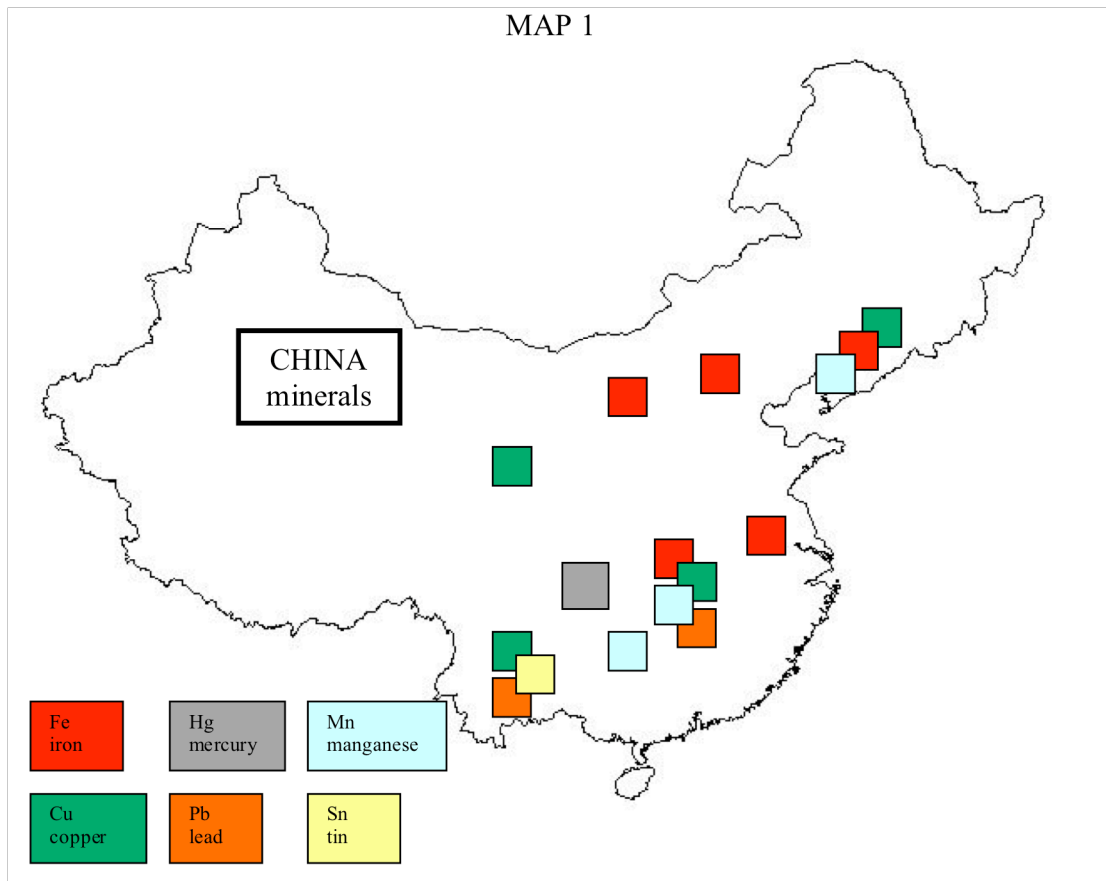 MAP 1
CHINA
minerals
Fe
iron
Hg
mercury
Mn
manganese
Cu
copper
Pb
lead
Sn
tin